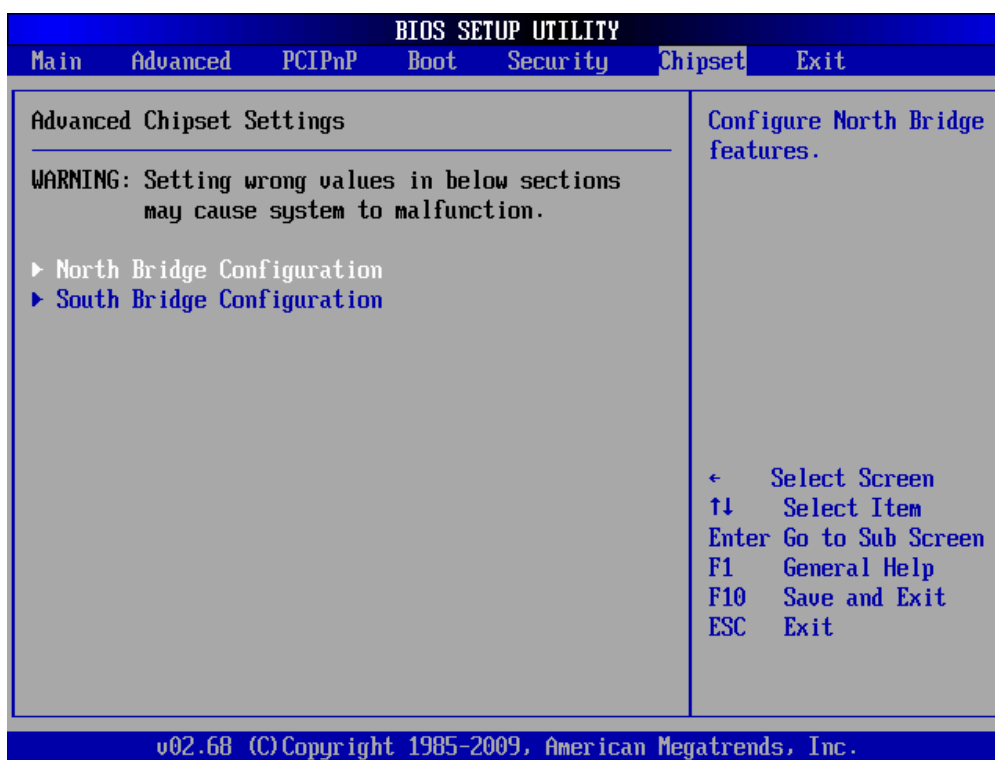 BIOS SETUP UTILITY
Main Advanced PCIPnP Boot Security Chipset Exit
Advanced Chipset Settings
WARNING: Setting wrong values in below sections
may cause system to malfunction.
▶ North Bridge Configuration
▶ South Bridge Configuration
Configure North Bridge
features.
← Select Screen
↑↓ Select Item
Enter Go to Sub Screen
F1 General Help
F10 Save and Exit
ESC Exit
v02.68 (C)Copyright 1985-2009, American Megatrends, Inc.